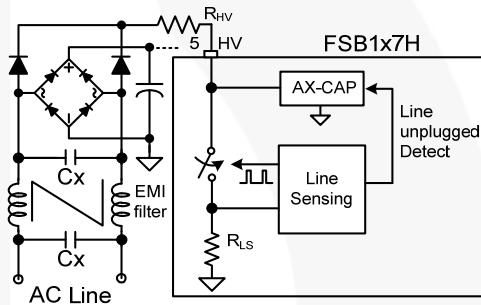 RHV
5 HV
FSB1x7H
AX-CAP
Line
unplugged
Detect
Cx
EMI
filter
Line
Sensing
Cx
RLS
AC Line